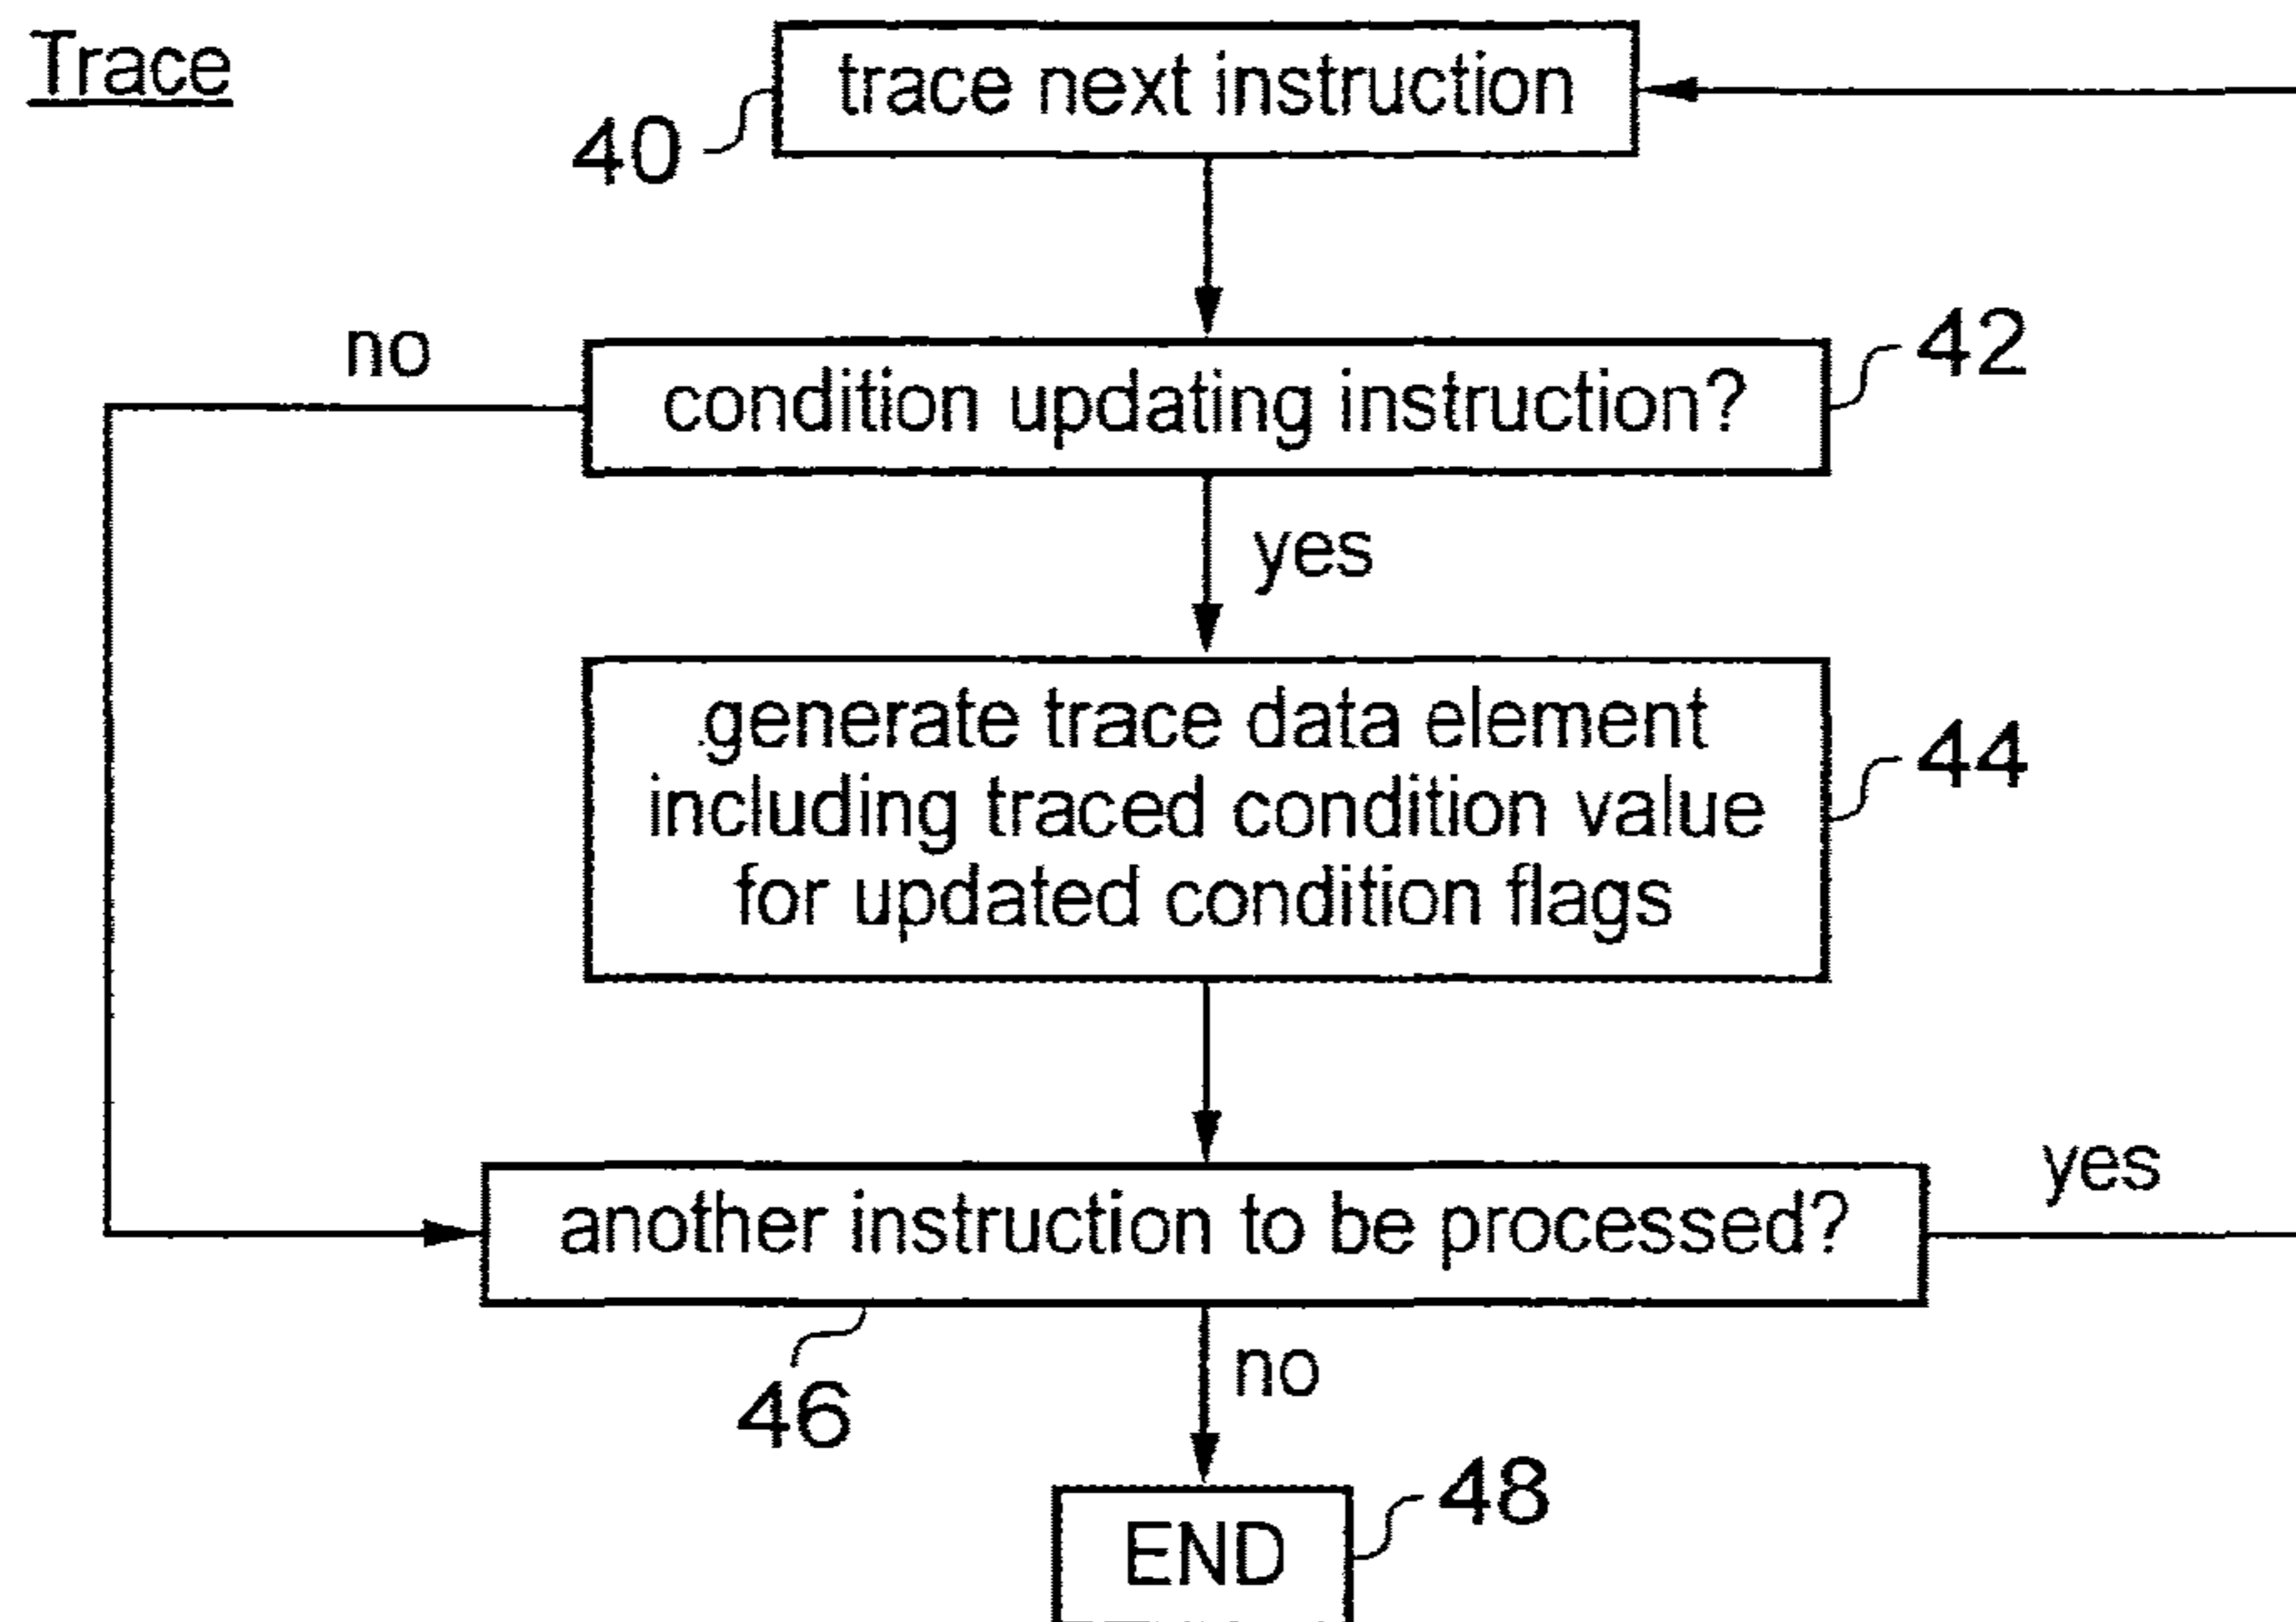 Trace
trace next instruction
40
no
condition updating instruction?
42
yes
generate trace data element
including traced condition value
for updated condition flags
44
another instruction to be processed?
yes
46
no
END
48